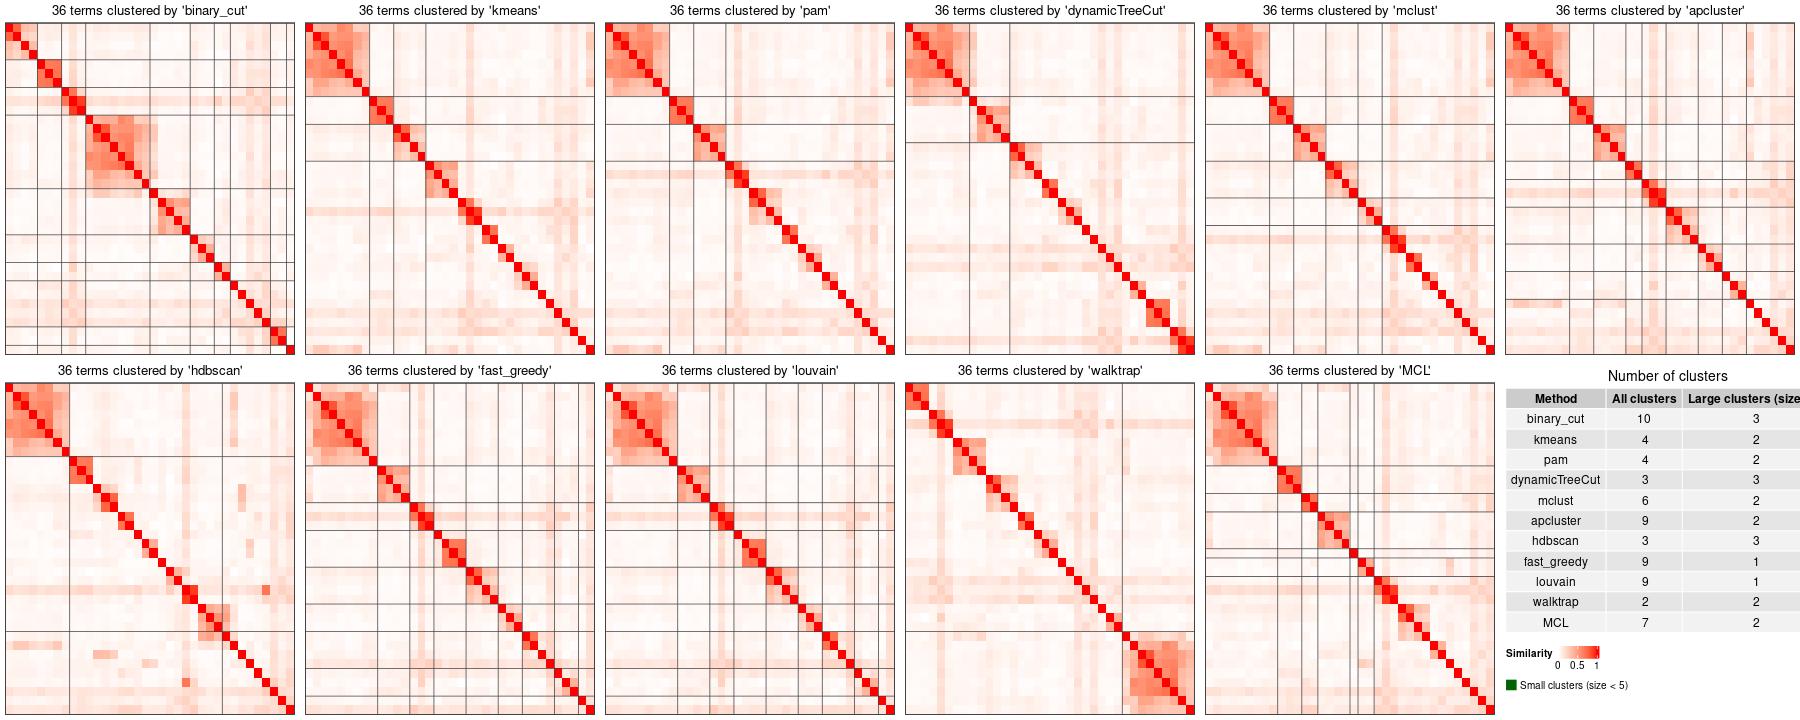 36 terms clustered by 'binary_cut'
36 terms clustered by 'kmeans'
36 terms clustered by 'pam'
36 terms clustered by 'dynamicTreeCut'
36 terms clustered by 'mclust'
36 terms clustered by 'apcluster'
36 terms clustered by 'hdbscan'
36 terms clustered by 'fast_greedy'
36 terms clustered by 'louvain'
36 terms clustered by 'walktrap'
36 terms clustered by 'MCL'
Number of clusters
Method All clusters Large clusters (size
binary_cut 10 3
kmeans 4 2
pam 4 2
dynamicTreeCut 3 3
mclust 6 2
apcluster 9 2
hdbscan 3 3
fast_greedy 9 1
louvain 9 1
walktrap 2 2
MCL 7 2
Similarity
0 0.5 1
Small clusters (size < 5)